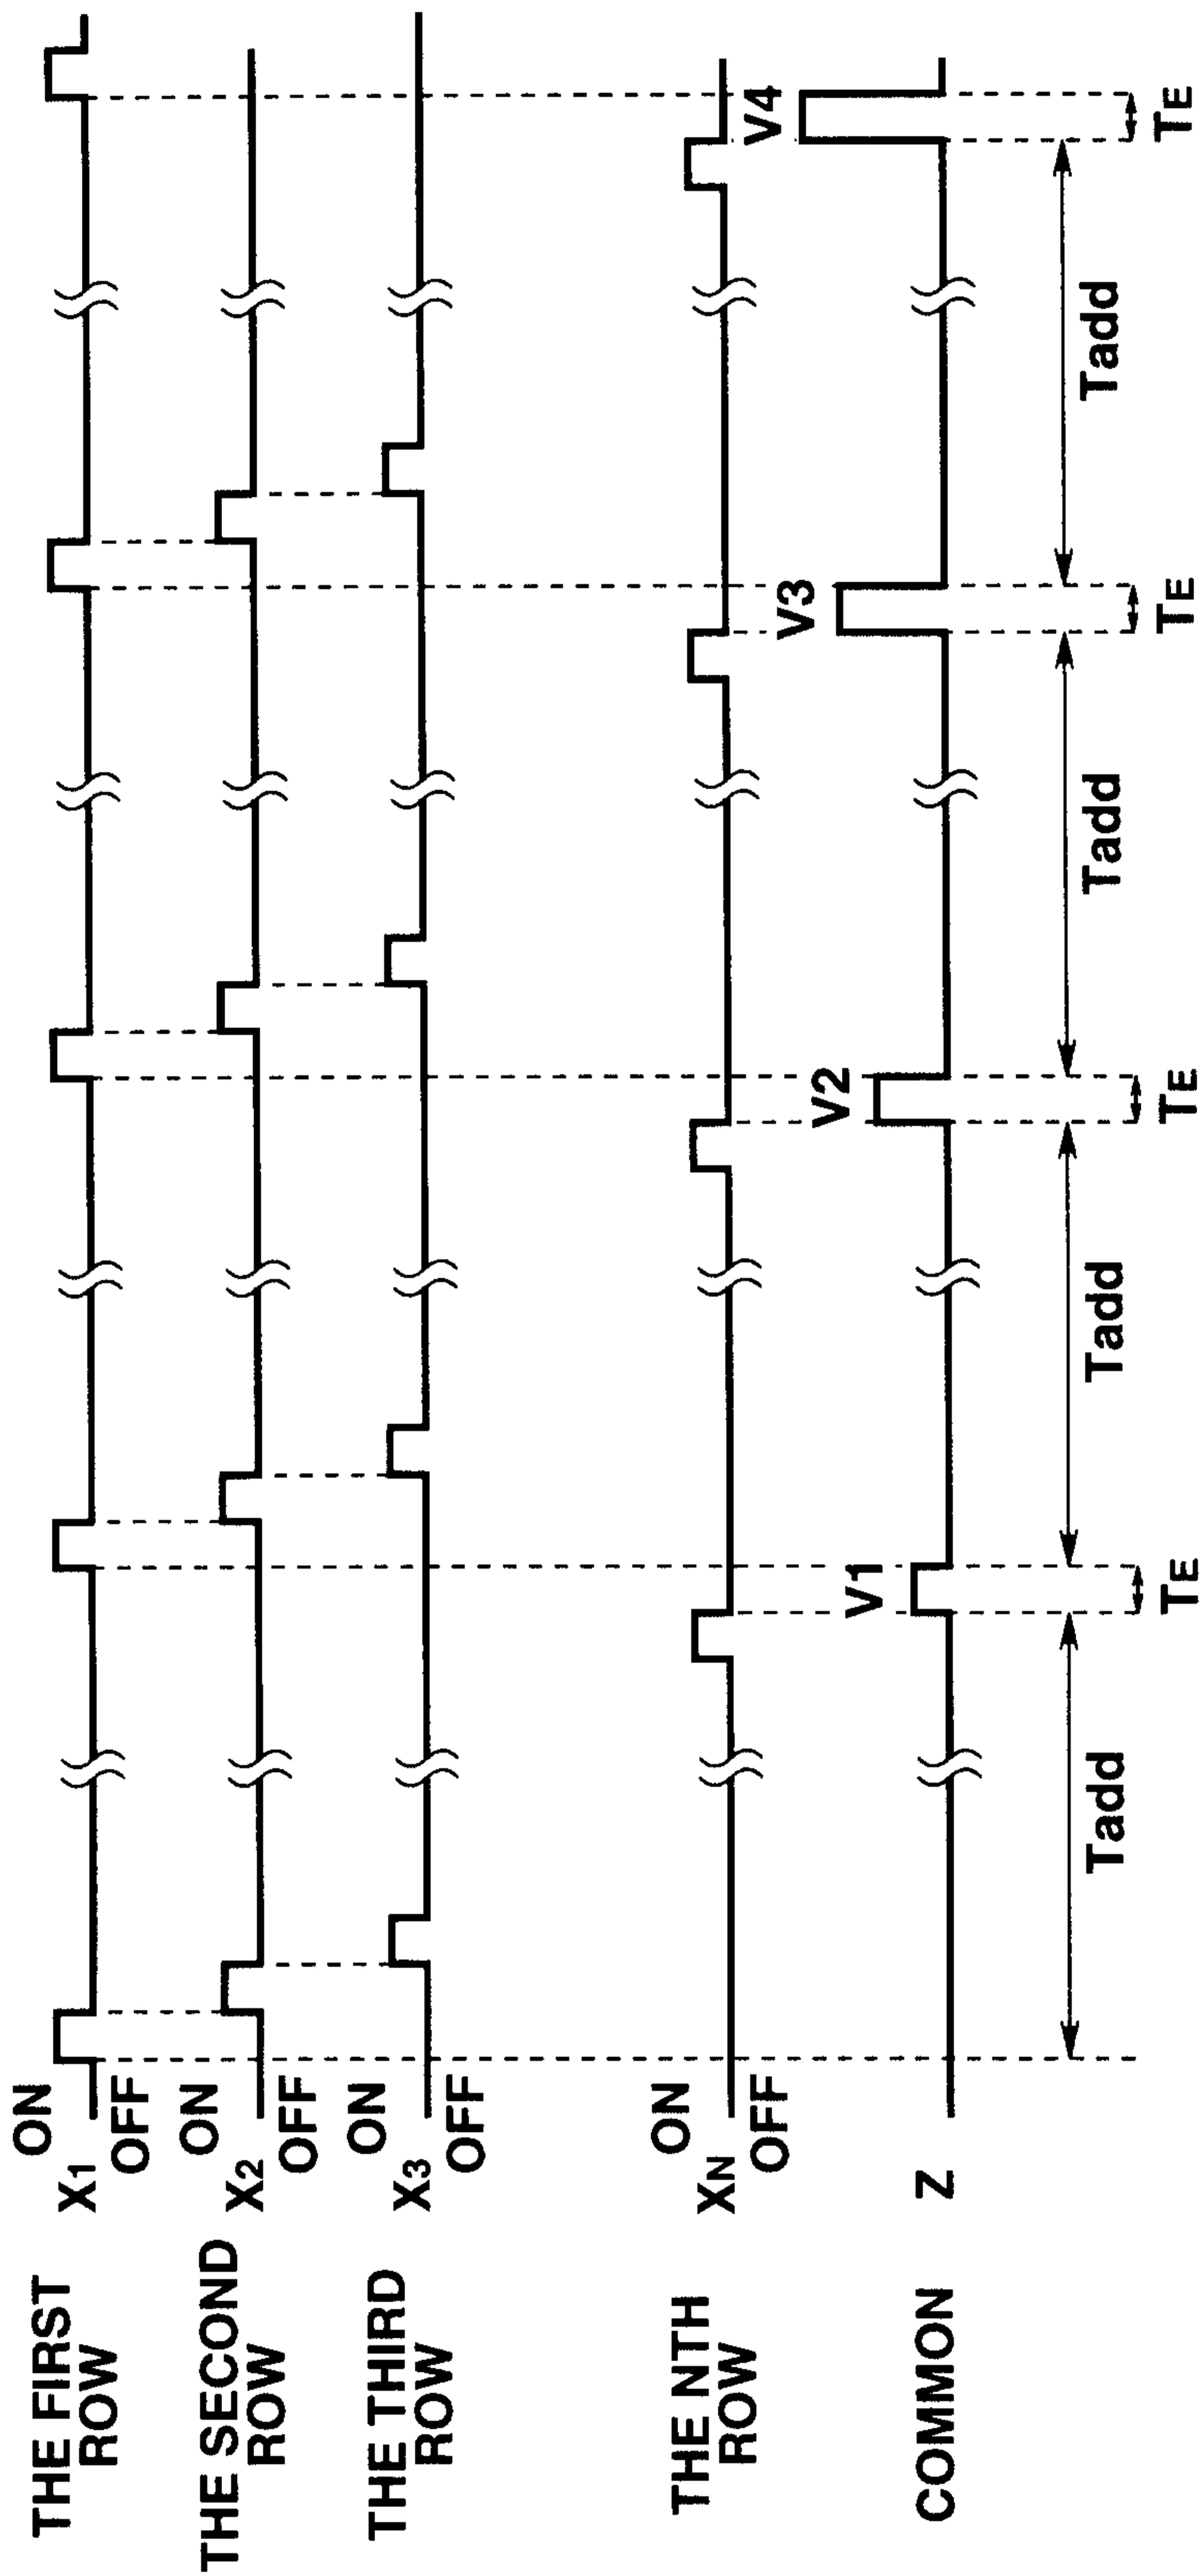 THE FIRST
ROW
X1
ON
OFF
THE SECOND
ROW
X2
ON
OFF
THE THIRD
ROW
X3
ON
OFF
THE NTH
ROW
XN
ON
OFF
V1
V2
V3
V4
COMMON
Z
Tadd
TE
Tadd
TE
Tadd
TE
Tadd
TE